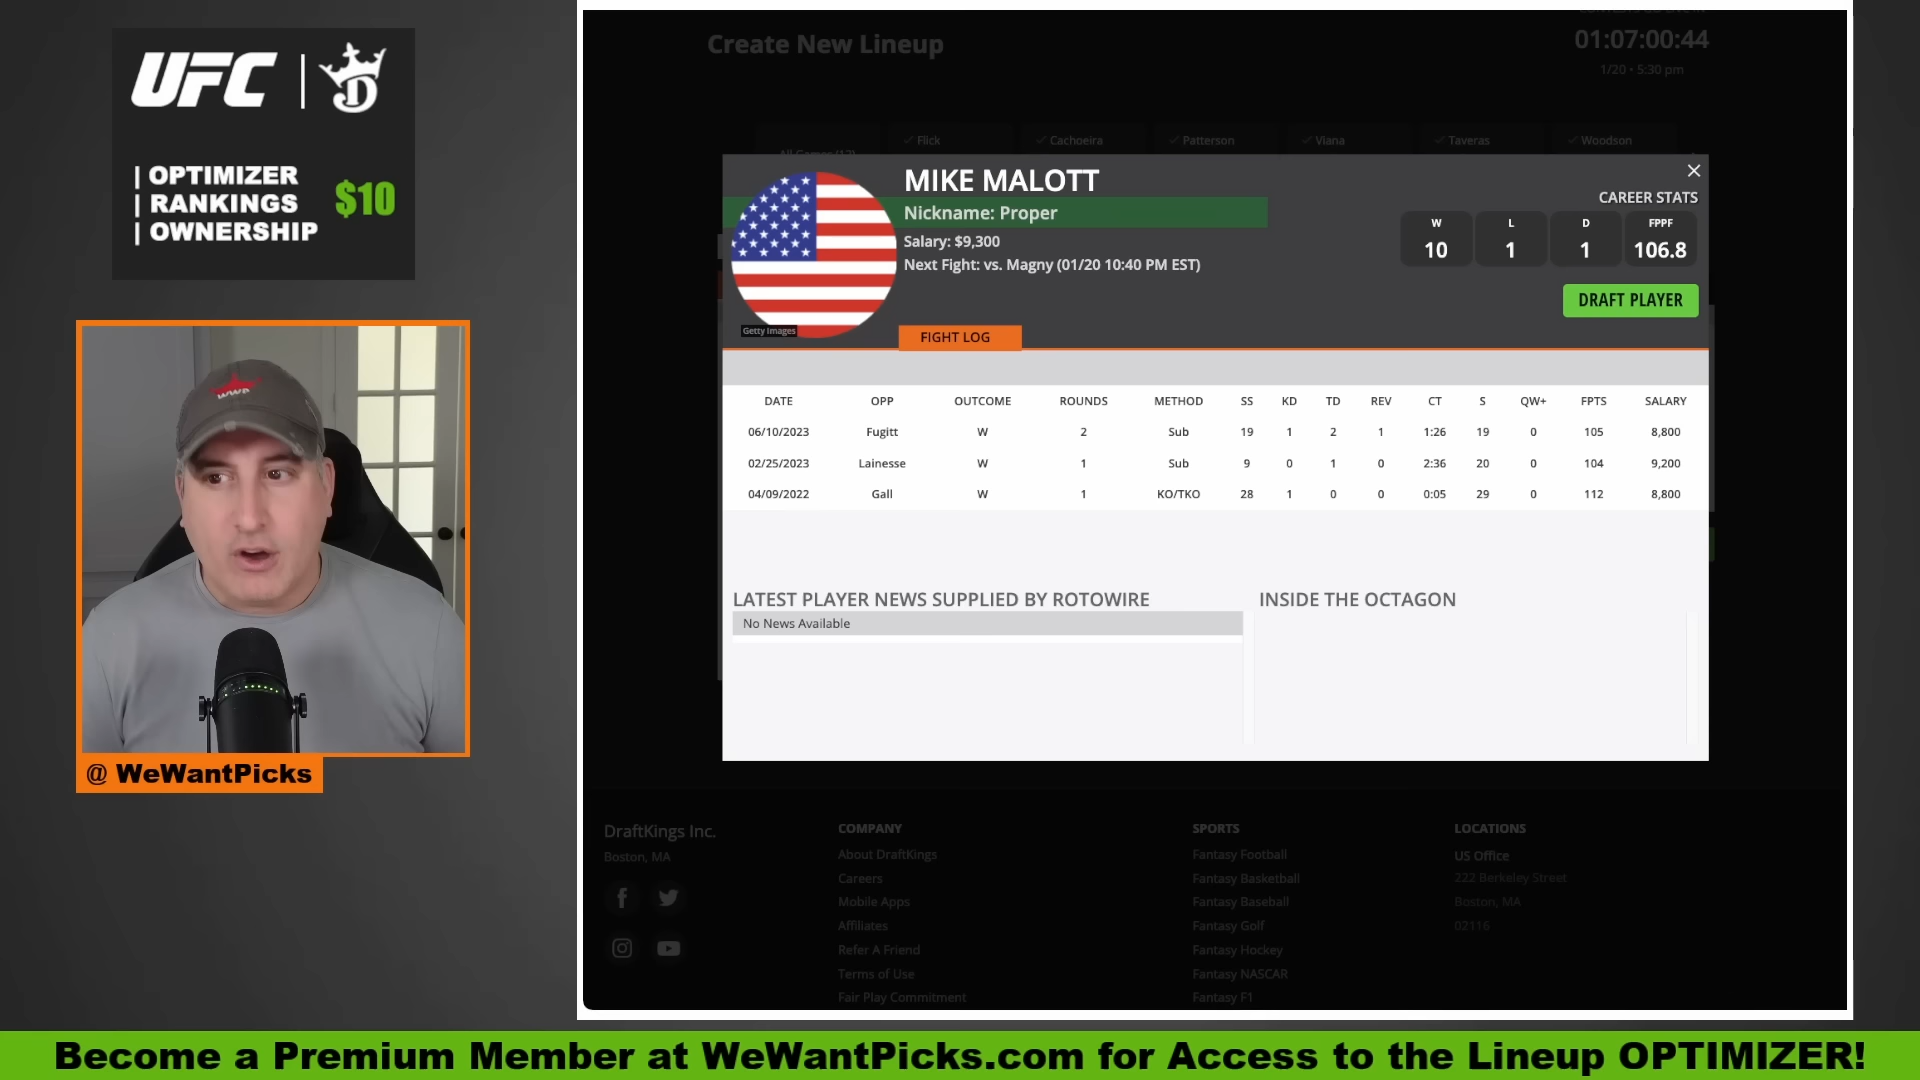 UFC
| OPTIMIZER
| RANKINGS
| OWNERSHIP
$10
@ WeWantPicks
Create New Lineup
01:07:00:44
1/20 • 5:30 pm
Flick
Cachoeira
Patterson
Viana
Taveras
Woodson
MIKE MALOTT
Nickname: Proper
Salary: $9,300
Next Fight: vs. Magny (01/20 10:40 PM EST)
Getty Images
CAREER STATS
W L D FPPF
10 1 1 106.8
DRAFT PLAYER
FIGHT LOG
DATE OPP OUTCOME ROUNDS METHOD SS KD TD REV CT S QW+ FPTS SALARY
06/10/2023 Fugitt W 2 Sub 19 1 2 1 1:26 19 0 105 8,800
02/25/2023 Lainesse W 1 Sub 9 0 1 0 2:36 20 0 104 9,200
04/09/2022 Gall W 1 KO/TKO 28 1 0 0 0:05 29 0 112 8,800
LATEST PLAYER NEWS SUPPLIED BY ROTOWIRE
No News Available
INSIDE THE OCTAGON
DraftKings Inc.
Boston, MA
COMPANY
About DraftKings
Careers
Mobile Apps
Affiliates
Refer A Friend
Terms of Use
Fair Play Commitment
SPORTS
Fantasy Football
Fantasy Basketball
Fantasy Baseball
Fantasy Golf
Fantasy Hockey
Fantasy NASCAR
Fantasy F1
LOCATIONS
US Office
222 Berkeley Street
Boston, MA
02116
Become a Premium Member at WeWantPicks.com for Access to the Lineup OPTIMIZER!